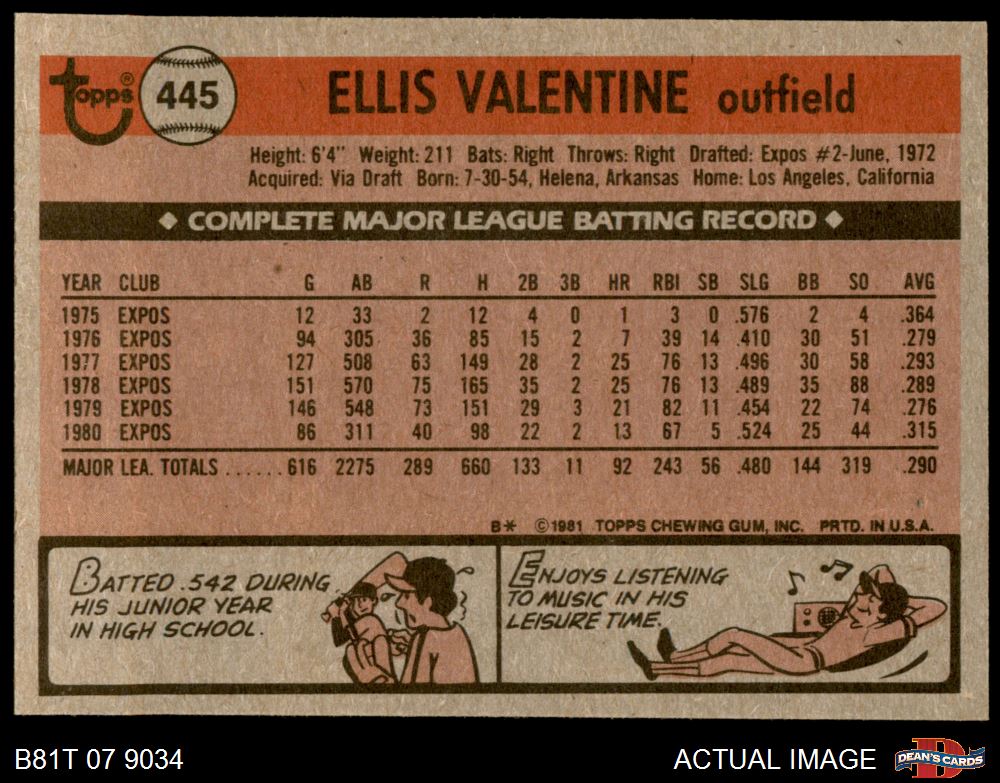 Topps® 445 ELLIS VALENTINE outfield
Height: 6'4" Weight: 211 Bats: Right Throws: Right Drafted: Expos #2-June, 1972
Acquired: Via Draft Born: 7-30-54, Helena, Arkansas Home: Los Angeles, California
◆ COMPLETE MAJOR LEAGUE BATTING RECORD ◆
YEAR CLUB G AB R H 2B 3B HR RBI SB SLG BB SO AVG
1975 EXPOS 12 33 2 12 4 0 1 3 0 .576 2 4 .364
1976 EXPOS 94 305 36 85 15 2 7 39 14 .410 30 51 .279
1977 EXPOS 127 508 63 149 28 2 25 76 13 .496 30 58 .293
1978 EXPOS 151 570 75 165 35 2 25 76 13 .489 35 88 .289
1979 EXPOS 146 548 73 151 29 3 21 82 11 .454 22 74 .276
1980 EXPOS 86 311 40 98 22 2 13 67 5 .524 25 44 .315
MAJOR LEA. TOTALS ...... 616 2275 289 660 133 11 92 243 56 .480 144 319 .290
B* ©1981 TOPPS CHEWING GUM, INC. PRTD. IN U.S.A.
BATTED .542 DURING
HIS JUNIOR YEAR
IN HIGH SCHOOL.
ENJOYS LISTENING
TO MUSIC IN HIS
LEISURE TIME.
B81T 07 9034 ACTUAL IMAGE DEAN'S CARDS